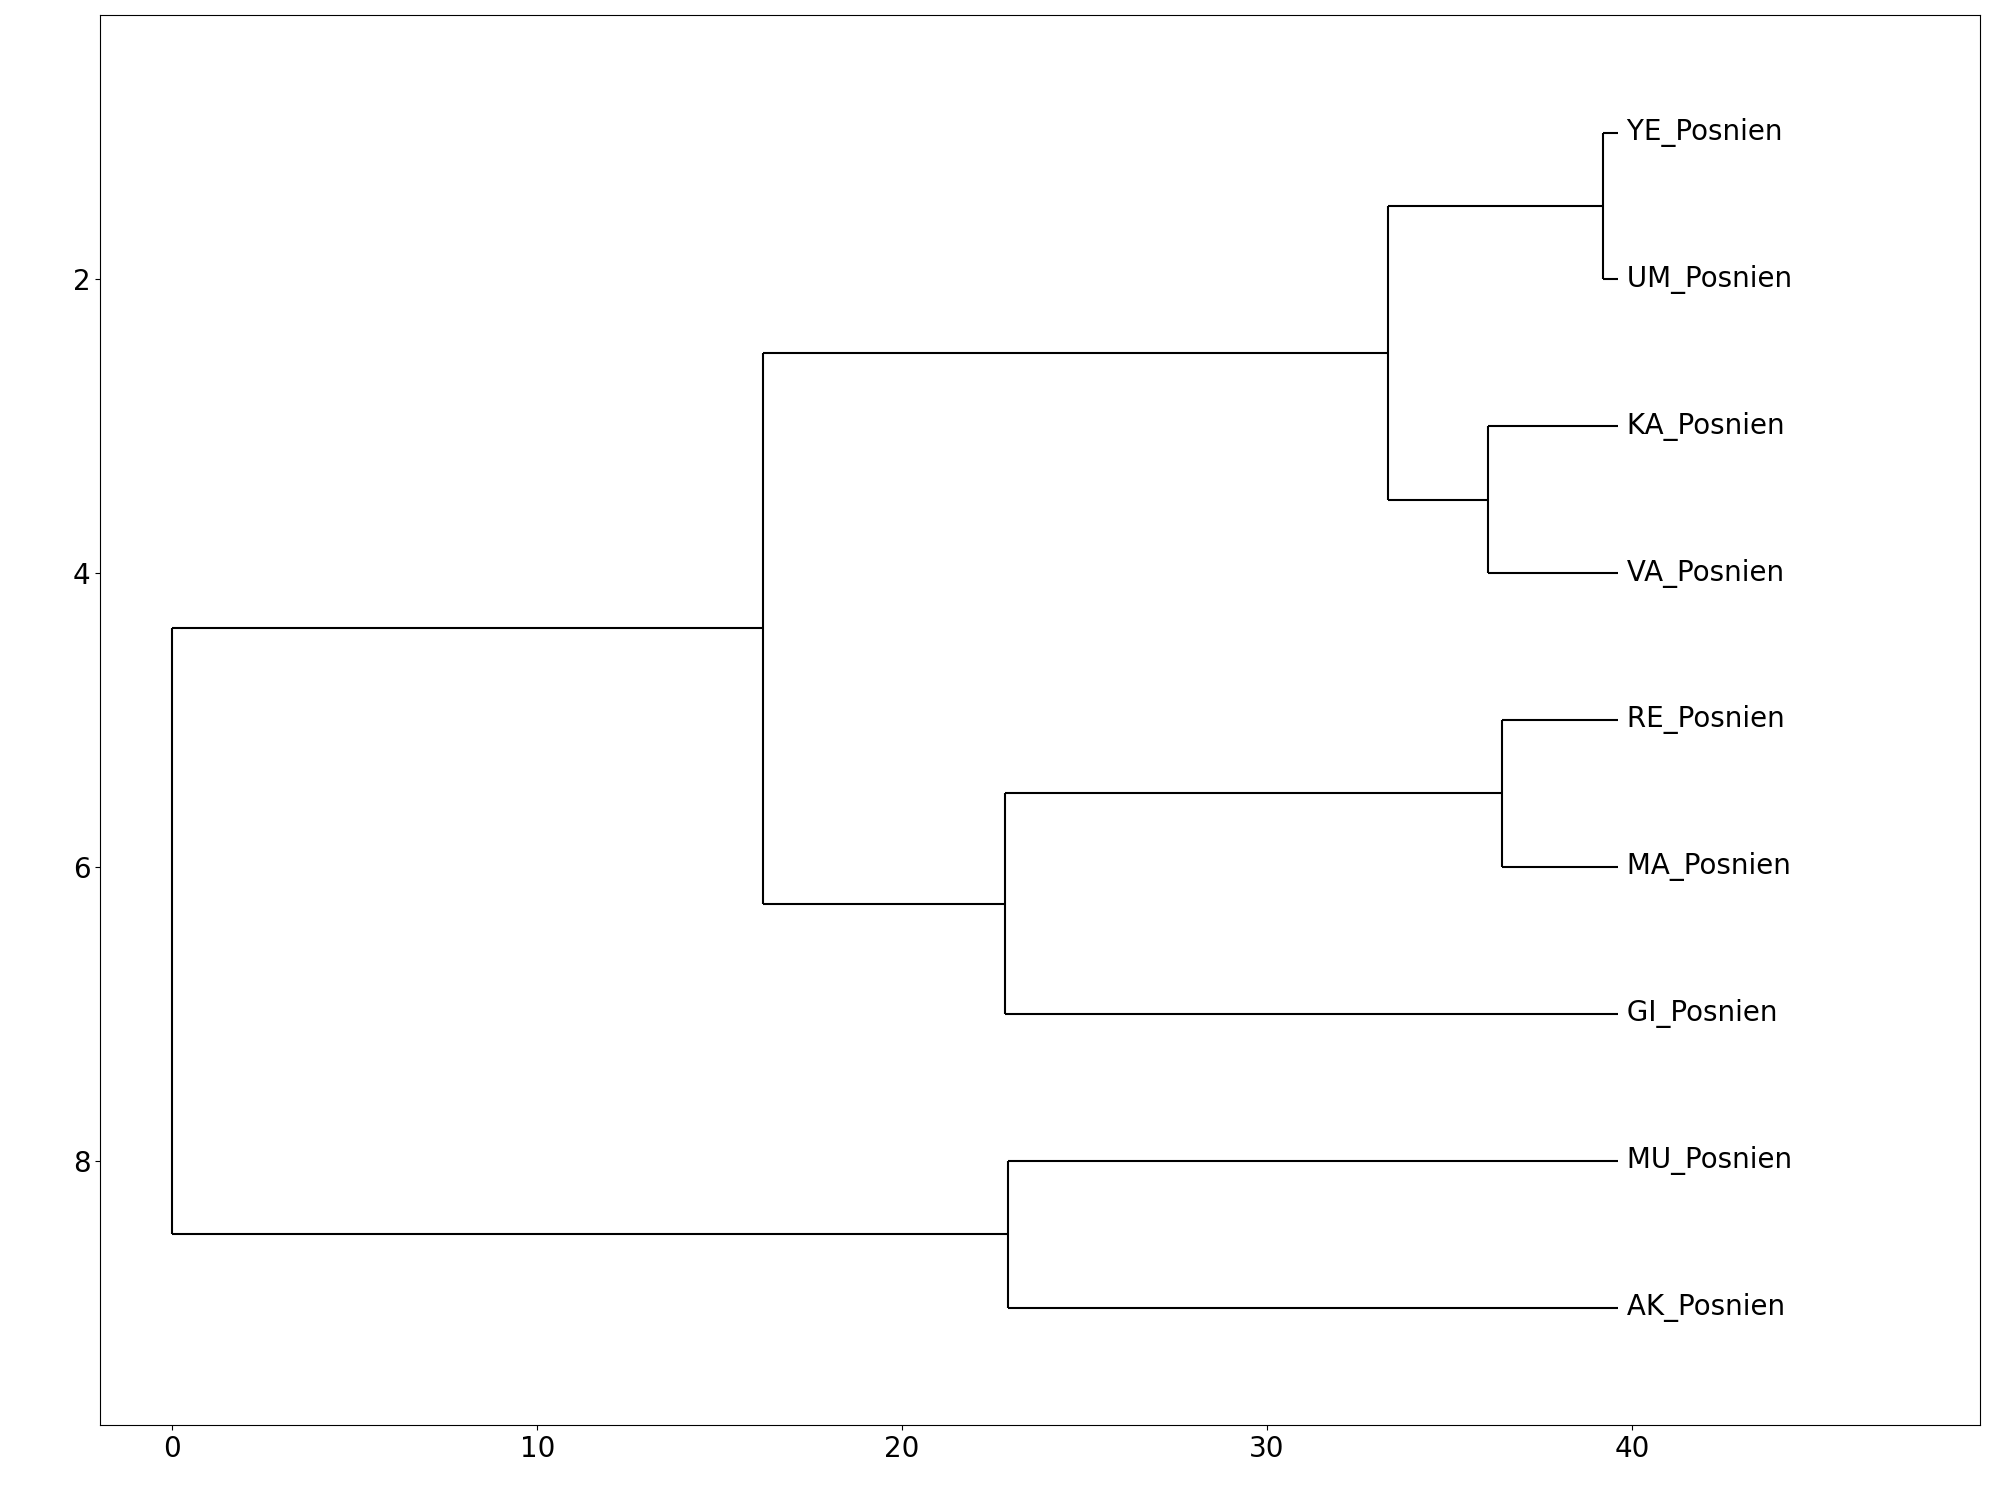 YE_Posnien
2
UM_Posnien
KA_Posnien
4
VA_Posnien
RE_Posnien
6
MA_Posnien
GI_Posnien
8
MU_Posnien
AK_Posnien
0 10 20 30 40